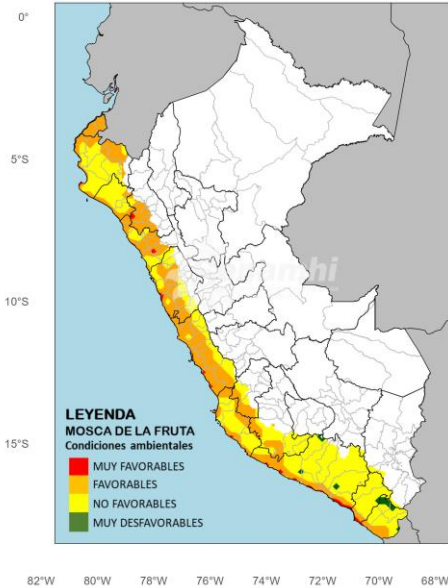 0°
5°S
10°S
15°S
senamhi
LEYENDA
MOSCA DE LA FRUTA
Condiciones ambientales
MUY FAVORABLES
FAVORABLES
NO FAVORABLES
MUY DESFAVORABLES
82°W 80°W 78°W 76°W 74°W 72°W 70°W 68°W